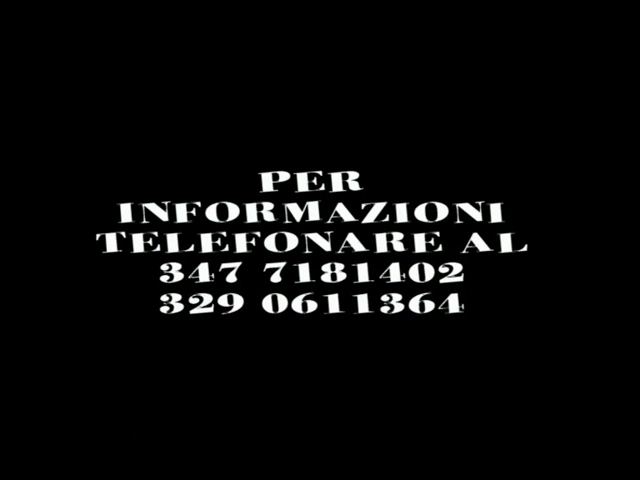 PER
INFORMAZIONI
TELEFONARE AL
347 7181402
329 0611364